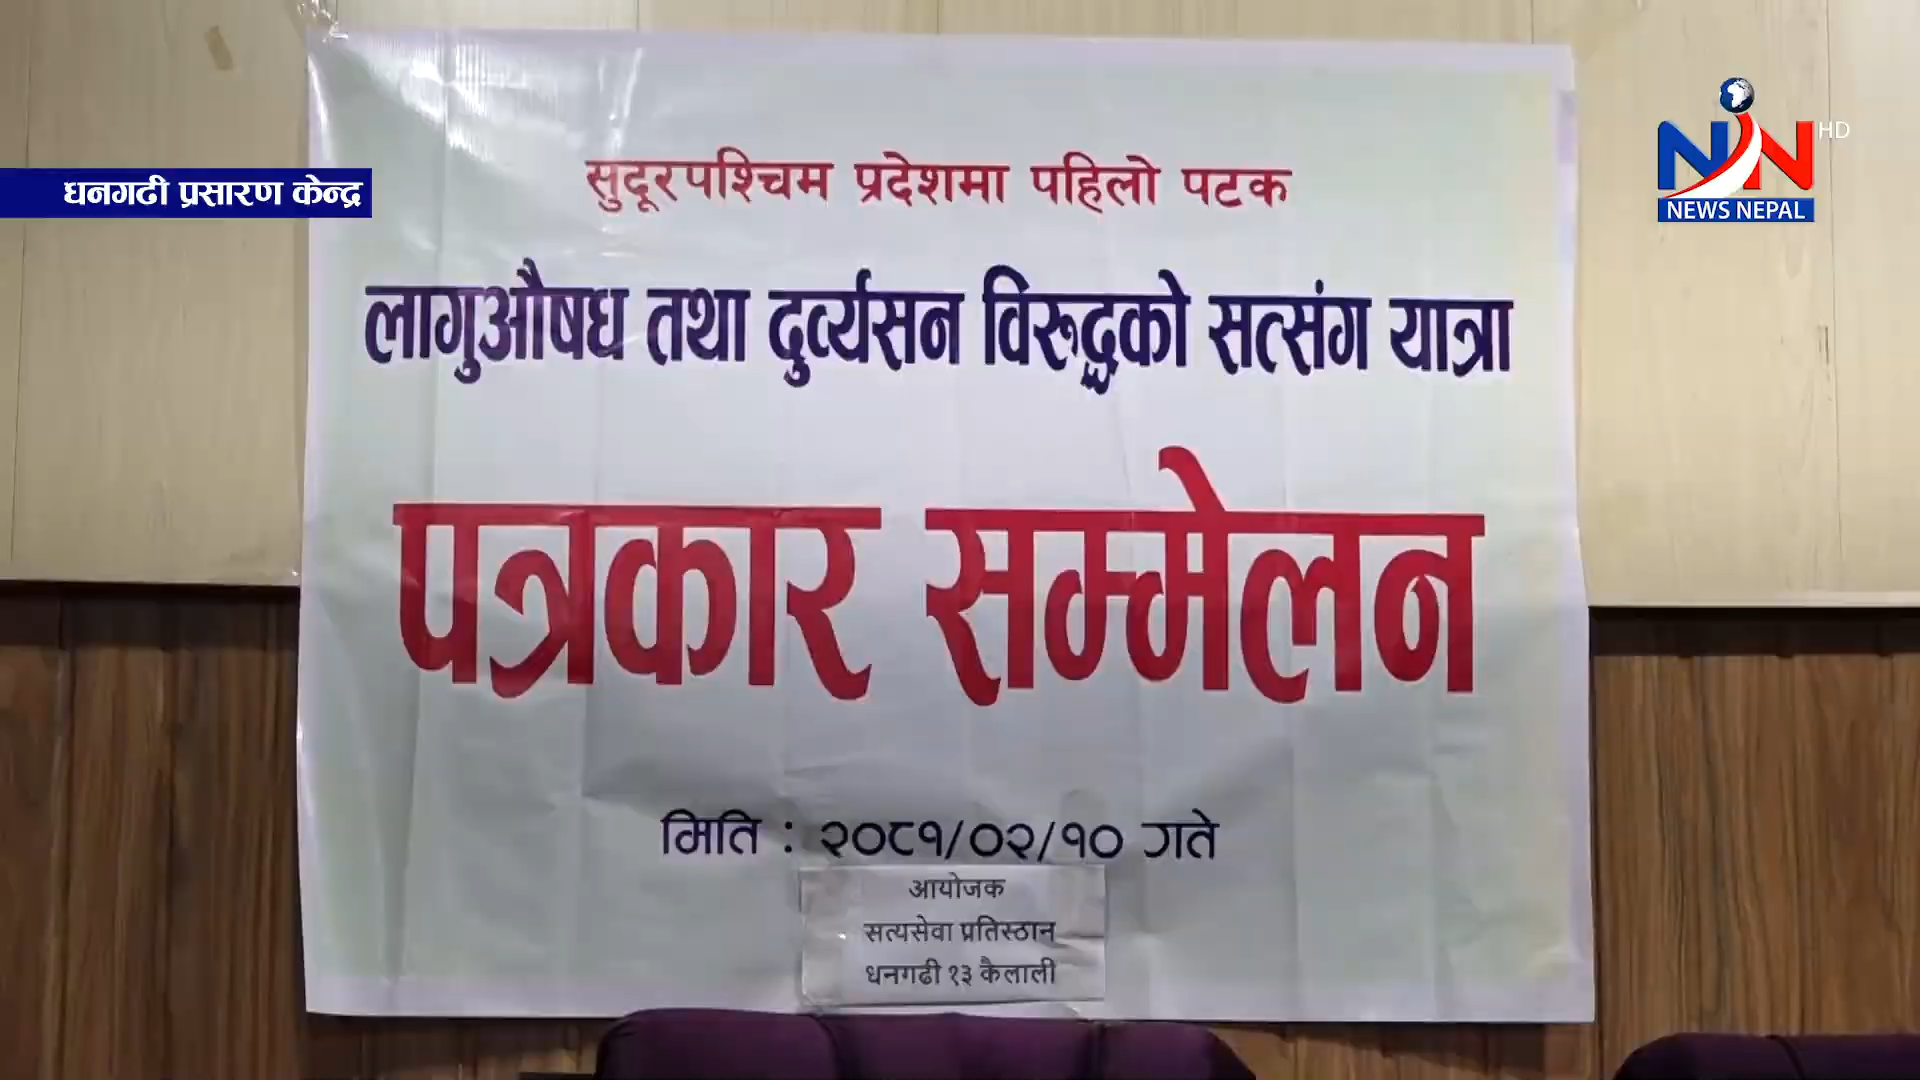 धनगढी प्रसारण केन्द्र
NN HD
NEWS NEPAL
सुदूरपश्चिम प्रदेशमा पहिलो पटक
लागुऔषध तथा दुर्व्यसन विरूद्धको सत्संग यात्रा
पत्रकार सम्मेलन
मिति : २०८१/०२/१० गते
आयोजक
सत्यसेवा प्रतिस्ठान
धनगढी १३ कैलाली